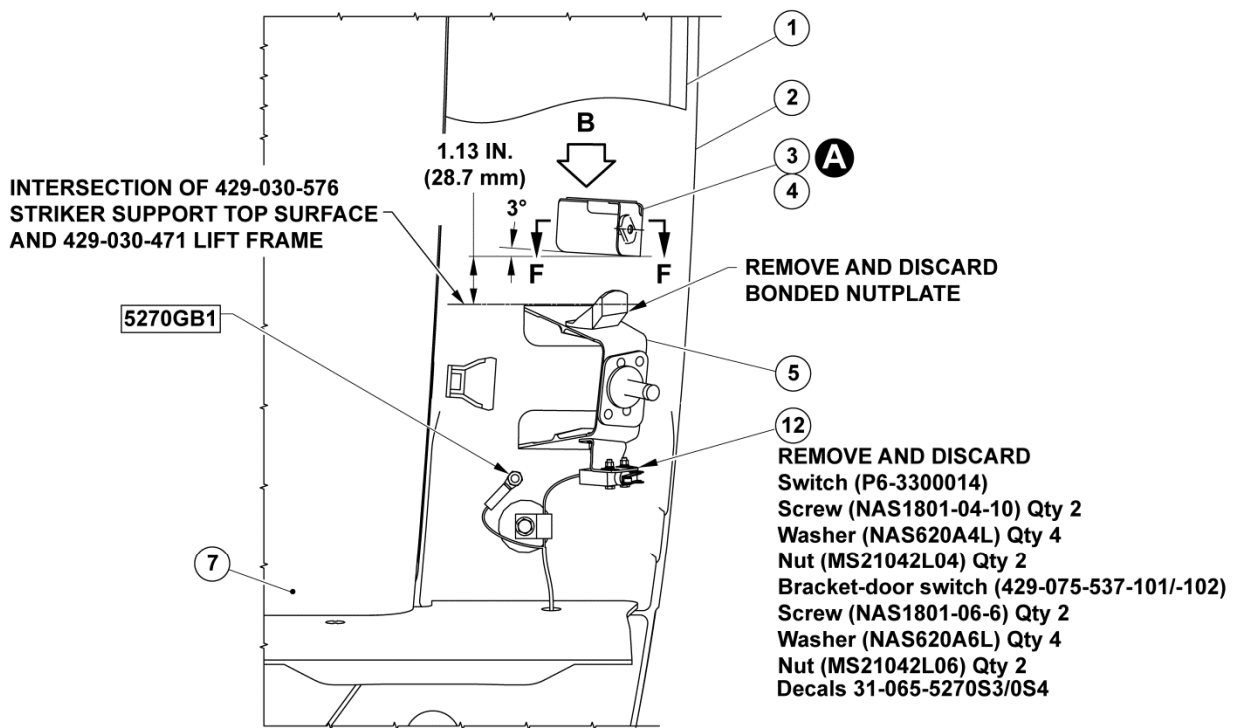 1
2
B
1.13 IN.
(28.7 mm)
3 A
4
INTERSECTION OF 429-030-576
STRIKER SUPPORT TOP SURFACE
AND 429-030-471 LIFT FRAME
3°
F F
REMOVE AND DISCARD
BONDED NUTPLATE
5270GB1
5
12
REMOVE AND DISCARD
Switch (P6-3300014)
Screw (NAS1801-04-10) Qty 2
Washer (NAS620A4L) Qty 4
Nut (MS21042L04) Qty 2
Bracket-door switch (429-075-537-101/-102)
Screw (NAS1801-06-6) Qty 2
Washer (NAS620A6L) Qty 4
Nut (MS21042L06) Qty 2
Decals 31-065-5270S3/0S4
7